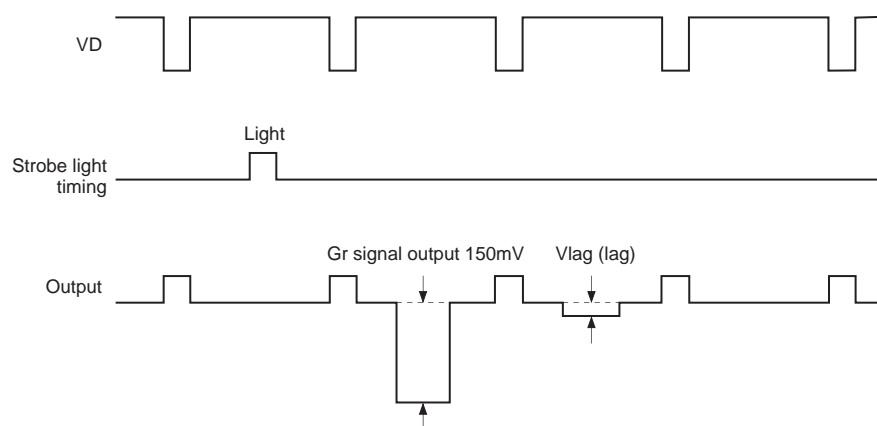 VD
Light
Strobe light
timing
Gr signal output 150mV
Vlag (lag)
Output